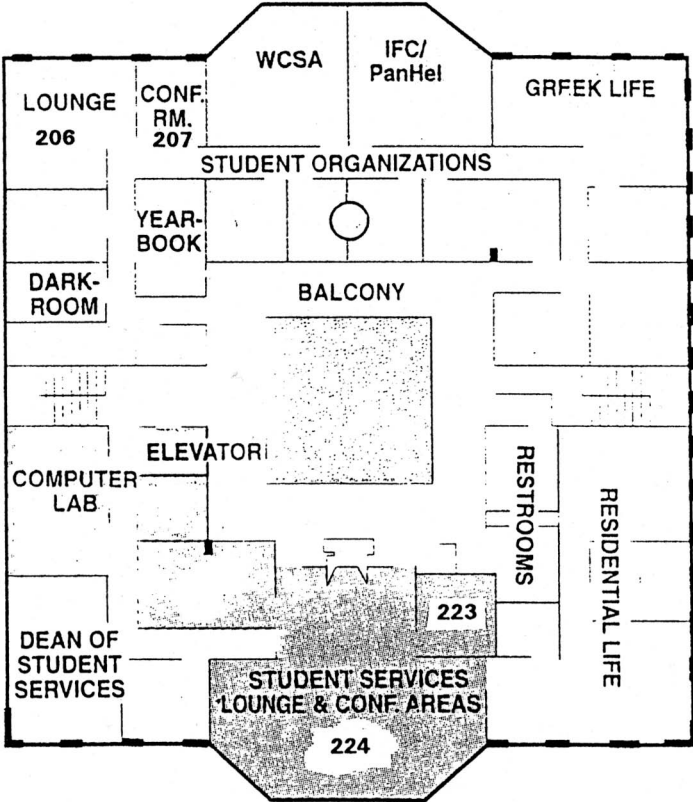 WCSA
IFC/
PanHel
GREEK LIFE
LOUNGE
206
CONF.
RM.
207
STUDENT ORGANIZATIONS
YEAR-
BOOK
DARK-
ROOM
BALCONY
ELEVATOR
COMPUTER
LAB
RESTROOMS
RESIDENTIAL LIFE
223
DEAN OF
STUDENT
SERVICES
STUDENT SERVICES
LOUNGE & CONF. AREAS
224